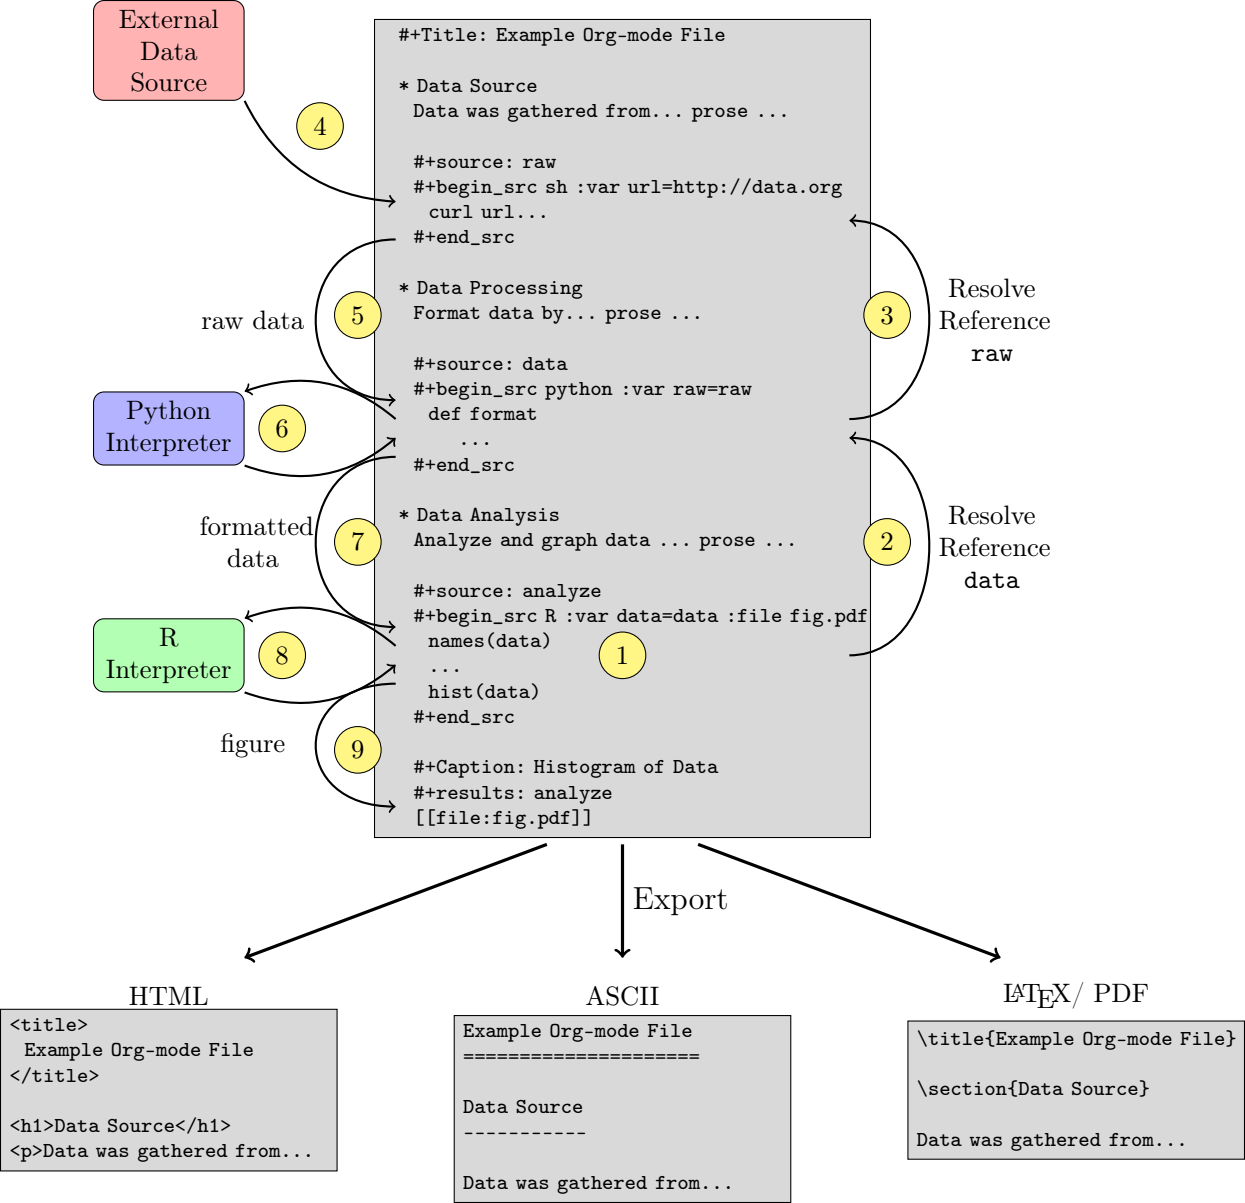 External
Data
Source
4
#+Title: Example Org-mode File
* Data Source
Data was gathered from... prose ...
#+source: raw
#+begin_src sh :var url=http://data.org
curl url...
#+end_src
* Data Processing
Format data by... prose ...
#+source: data
#+begin_src python :var raw=raw
def format
...
#+end_src
* Data Analysis
Analyze and graph data ... prose ...
#+source: analyze
#+begin_src R :var data=data :file fig.pdf
names(data)
...
hist(data)
#+end_src
1
#+Caption: Histogram of Data
#+results: analyze
[[file:fig.pdf]]
raw data
5
3
Resolve
Reference
raw
Python
Interpreter
6
formatted
data
7
2
Resolve
Reference
data
R
Interpreter
8
figure
9
Export
HTML
<title>
Example Org-mode File
</title>
<h1>Data Source</h1>
<p>Data was gathered from...
ASCII
Example Org-mode File
=====================
Data Source
-----------
Data was gathered from...
LATEX/ PDF
\title{Example Org-mode File}
\section{Data Source}
Data was gathered from...